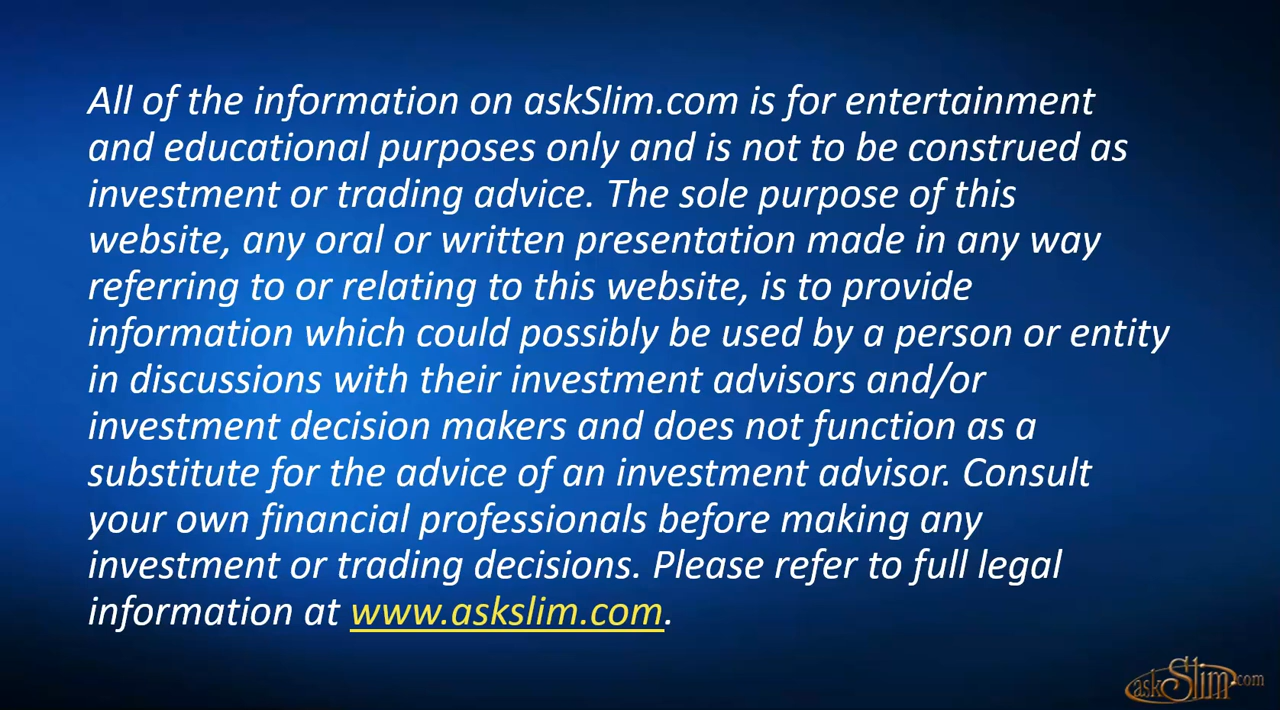 All of the information on askSlim.com is for entertainment
and educational purposes only and is not to be construed as
investment or trading advice. The sole purpose of this
website, any oral or written presentation made in any way
referring to or relating to this website, is to provide
information which could possibly be used by a person or entity
in discussions with their investment advisors and/or
investment decision makers and does not function as a
substitute for the advice of an investment advisor. Consult
your own financial professionals before making any
investment or trading decisions. Please refer to full legal
information at www.askslim.com.
askSlim.com